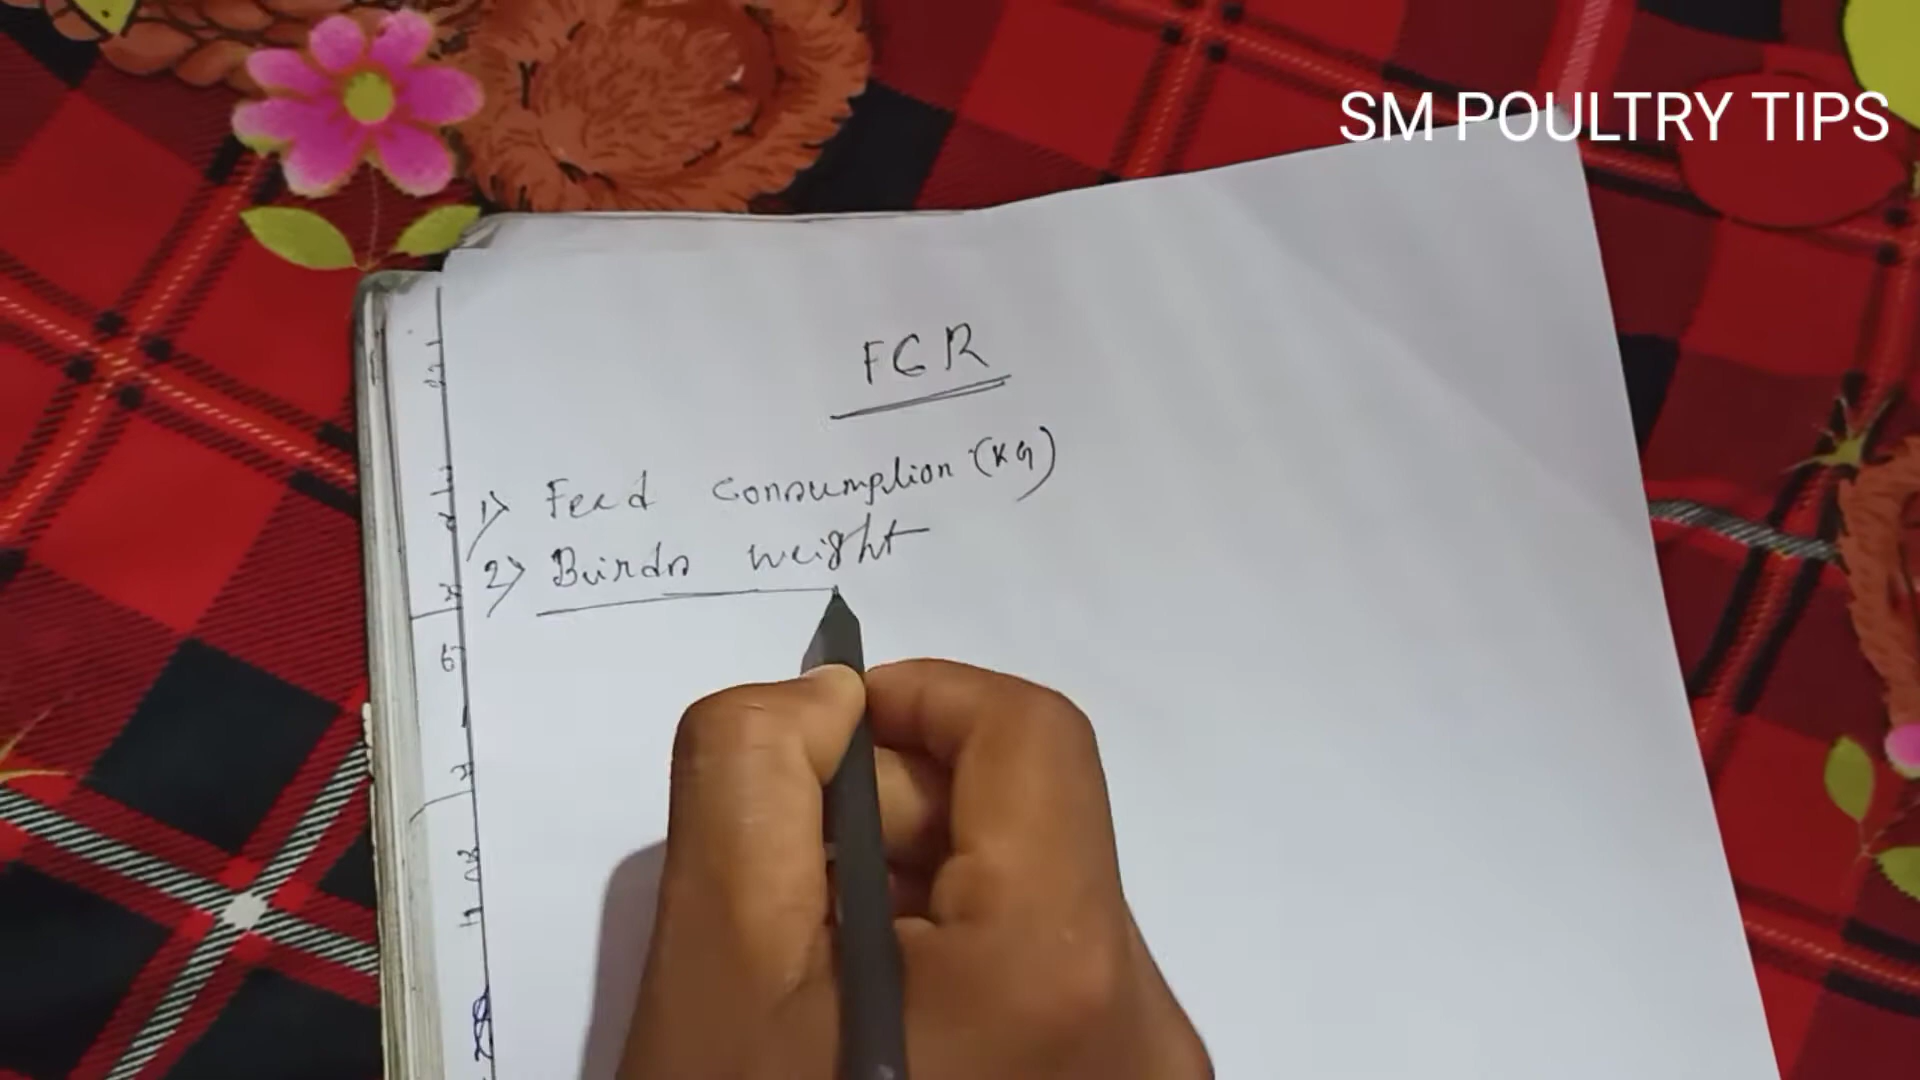 SM POULTRY TIPS
FCR
1) Feed Consumption (KG)
2) Birds weight